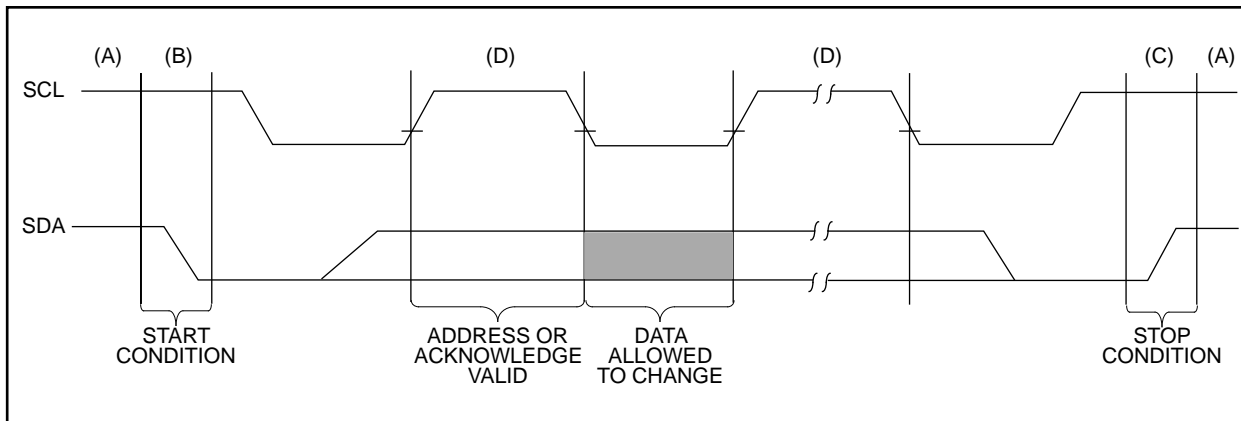 (A) (B) (D) (D) (C) (A)
SCL
SDA
START
CONDITION
ADDRESS OR
ACKNOWLEDGE
VALID
DATA
ALLOWED
TO CHANGE
STOP
CONDITION